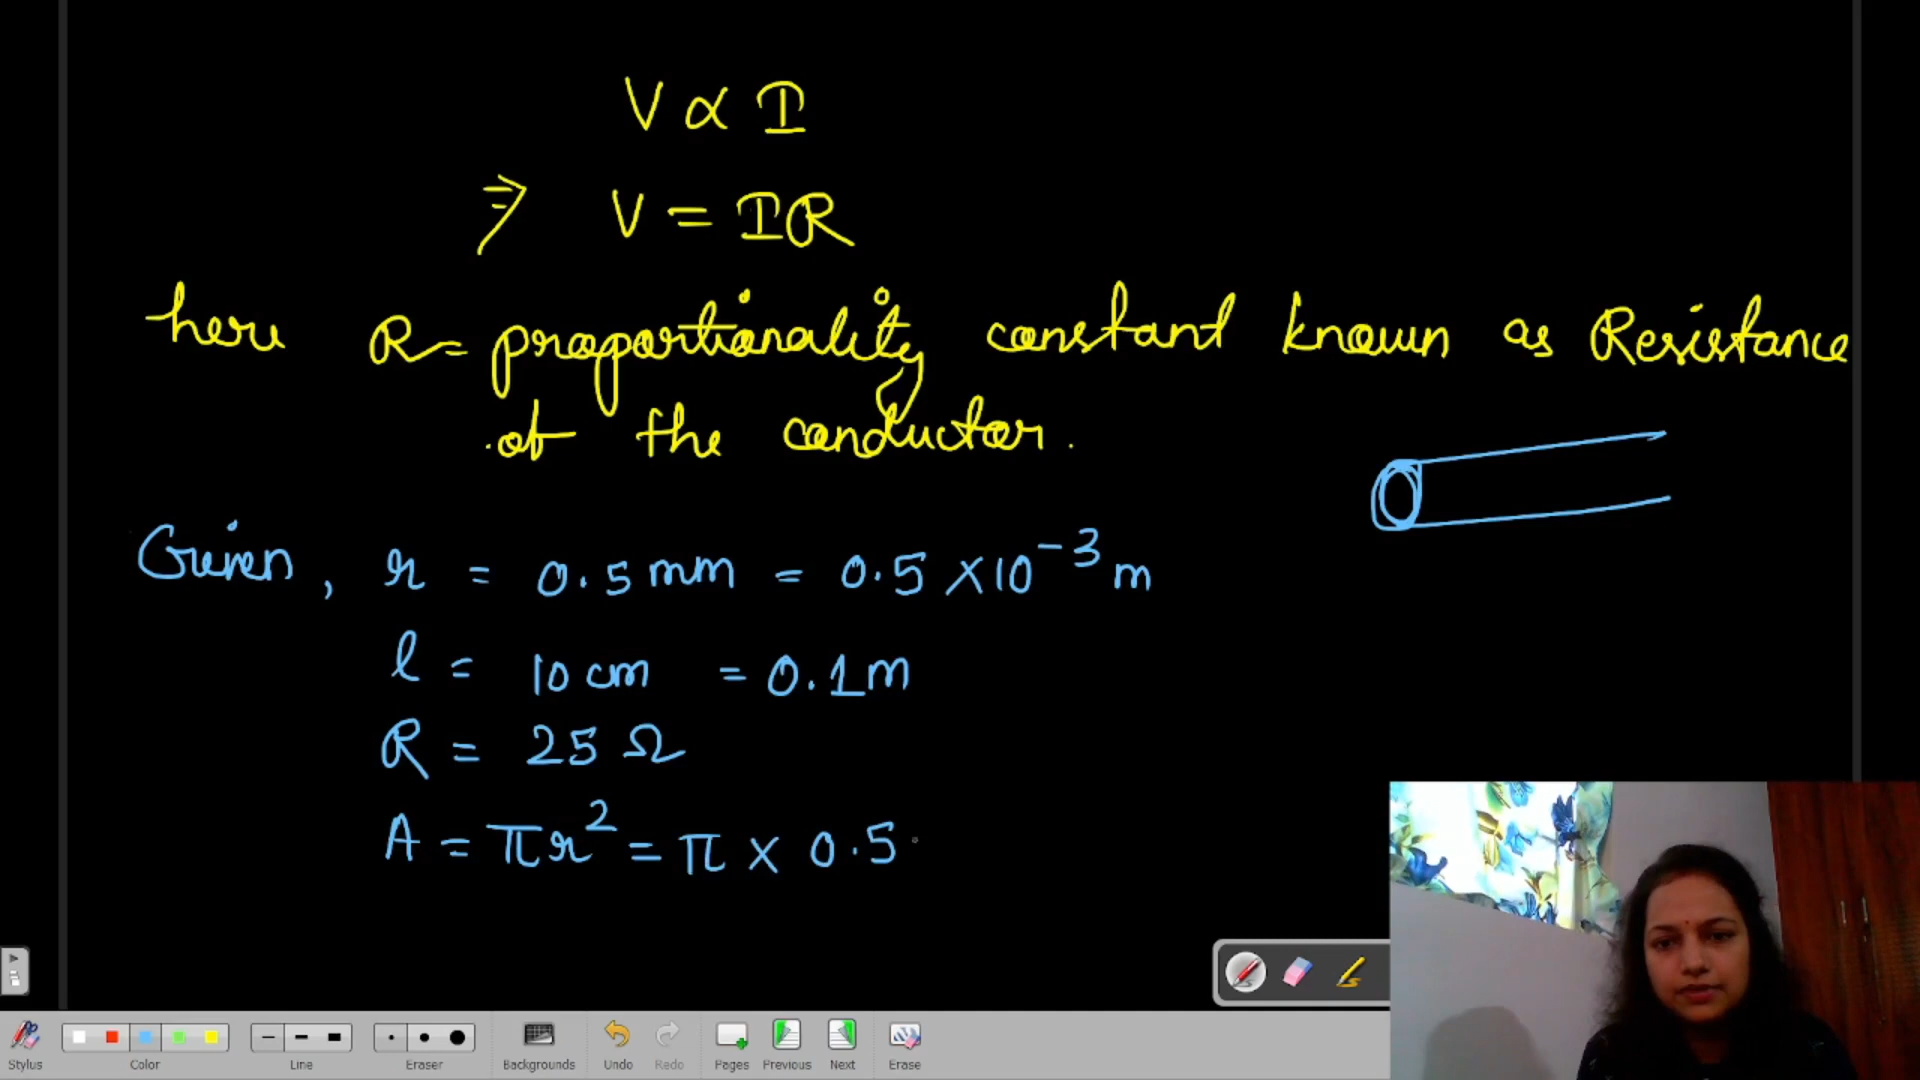 V ∝ I
⇒ V = IR
here R = proportionality constant known as Resistance
of the conductor.
Given, r = 0.5 mm = 0.5 × 10⁻³ m
l = 10 cm = 0.1 m
R = 25 Ω
A = πr² = π × 0.5
Stylus Color Line Eraser Backgrounds Undo Redo Pages Previous Next Erase